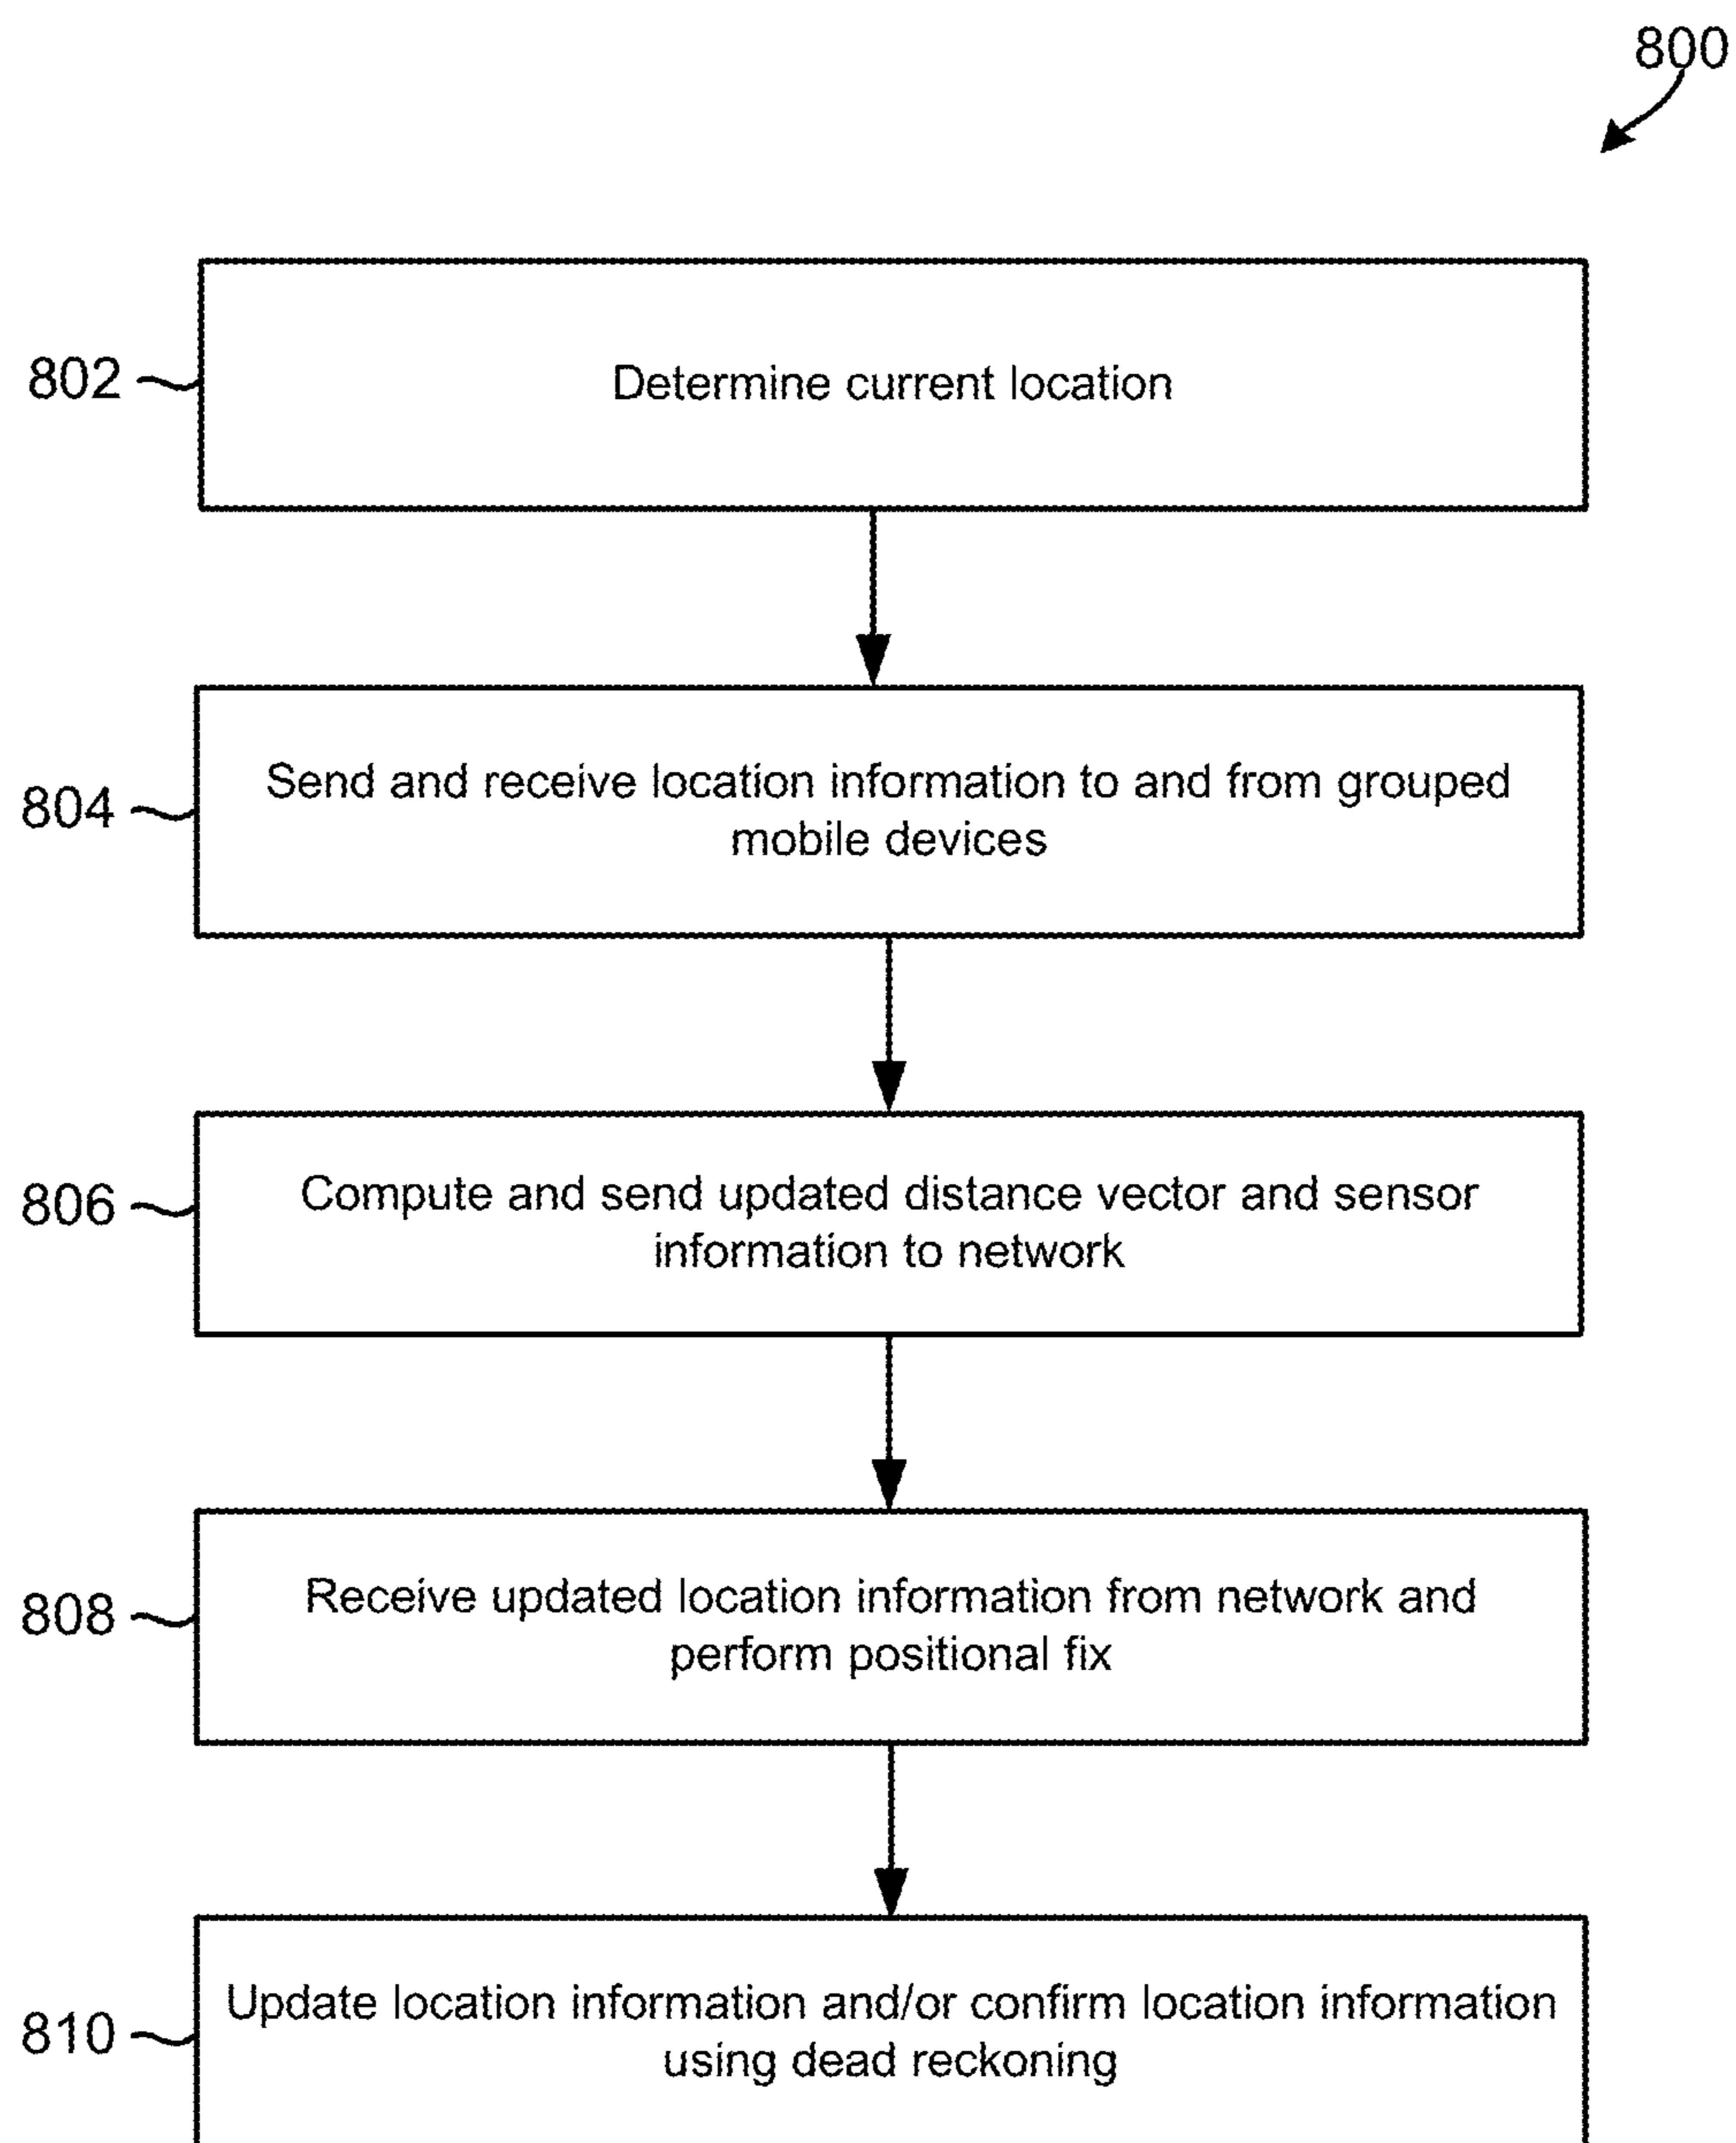 800
802
Determine current location
804
Send and receive location information to and from grouped
mobile devices
806
Compute and send updated distance vector and sensor
information to network
808
Receive updated location information from network and
perform positional fix
810
Update location information and/or confirm location information
using dead reckoning